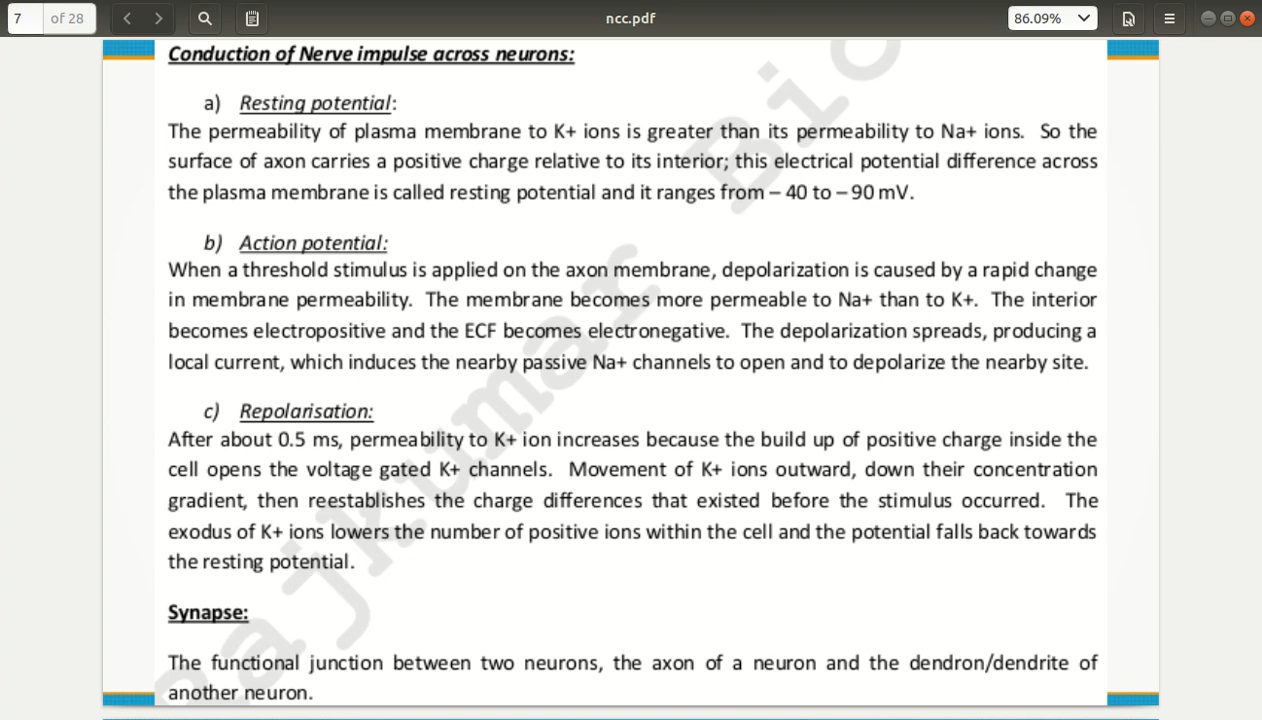 7 of 28 ncc.pdf 86.09%
Conduction of Nerve impulse across neurons:
a) Resting potential:
The permeability of plasma membrane to K+ ions is greater than its permeability to Na+ ions. So the
surface of axon carries a positive charge relative to its interior; this electrical potential difference across
the plasma membrane is called resting potential and it ranges from – 40 to – 90 mV.
b) Action potential:
When a threshold stimulus is applied on the axon membrane, depolarization is caused by a rapid change
in membrane permeability. The membrane becomes more permeable to Na+ than to K+. The interior
becomes electropositive and the ECF becomes electronegative. The depolarization spreads, producing a
local current, which induces the nearby passive Na+ channels to open and to depolarize the nearby site.
c) Repolarisation:
After about 0.5 ms, permeability to K+ ion increases because the build up of positive charge inside the
cell opens the voltage gated K+ channels. Movement of K+ ions outward, down their concentration
gradient, then reestablishes the charge differences that existed before the stimulus occurred. The
exodus of K+ ions lowers the number of positive ions within the cell and the potential falls back towards
the resting potential.
Synapse:
The functional junction between two neurons, the axon of a neuron and the dendron/dendrite of
another neuron.
Rajkumar Bio